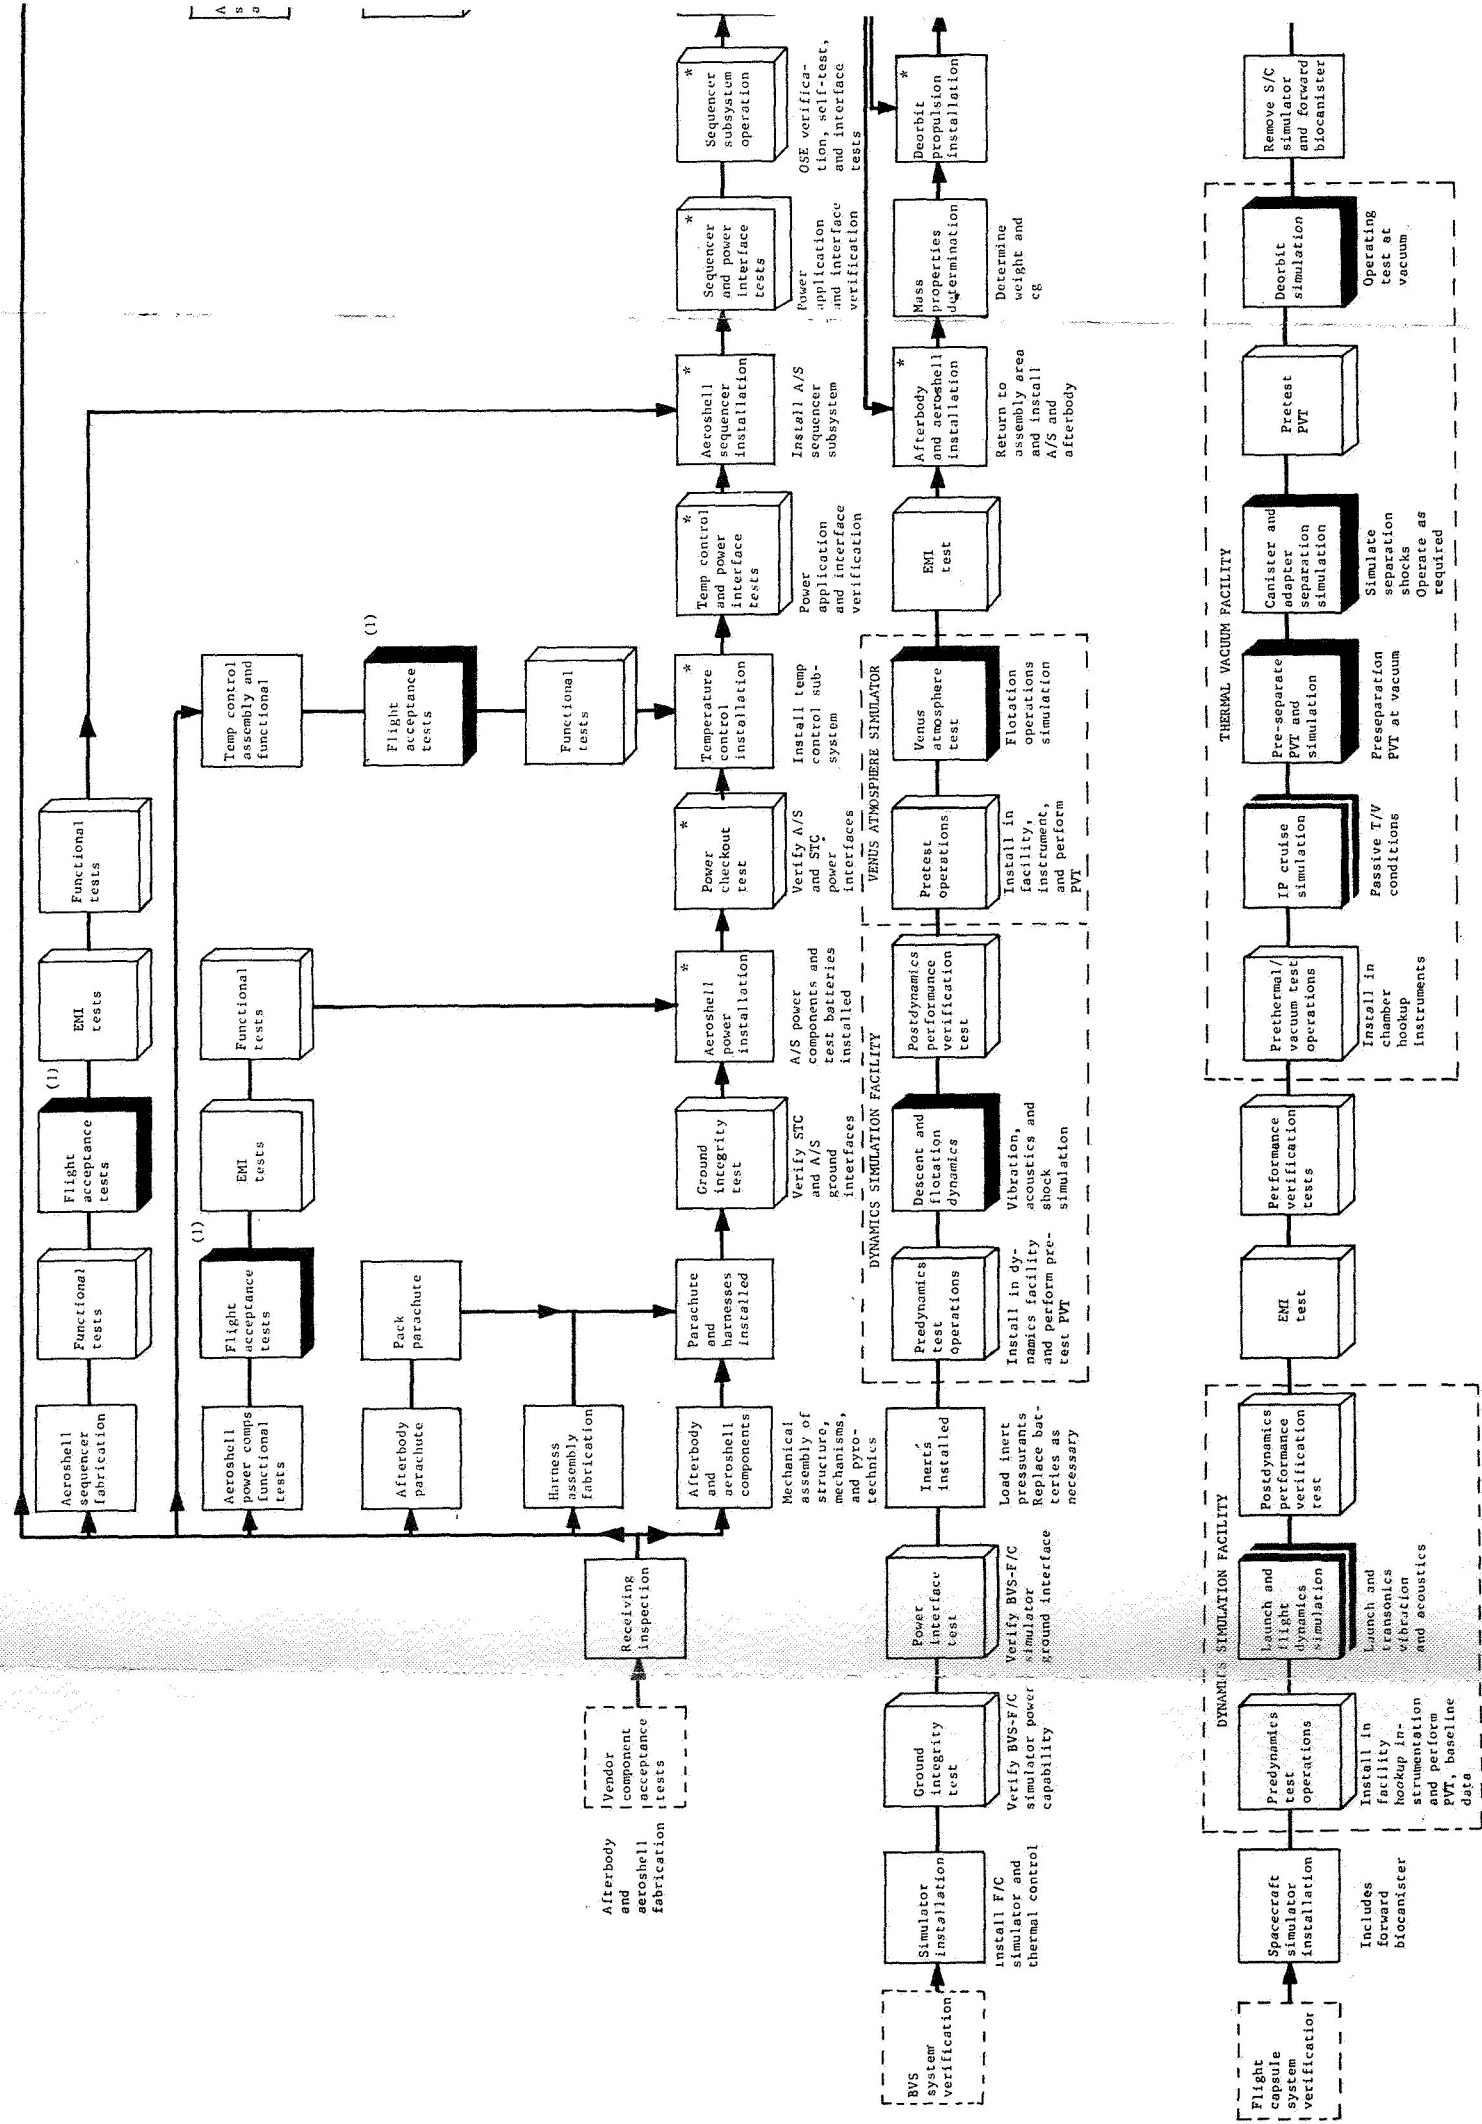 A
s
a
Aeroshell
sequencer
fabrication
Functional
tests
Flight
acceptance
tests
(1)
EMI
tests
Functional
tests
Aeroshell
power comps
functional
tests
Flight
acceptance
tests
(1)
EMI
tests
Functional
tests
Temp control
assembly and
functional
Flight
acceptance
tests
(1)
Functional
tests
Afterbody
parachute
Pack
parachute
Harness
assembly
fabrication
Afterbody
and
aeroshell
fabrication
Vendor
component
acceptance
tests
Receiving
inspection
Afterbody
and
aeroshell
components
Mechanical
assembly of
structure,
mechanisms,
and pyro-
technics
Parachute
and
harnesses
installed
Ground
integrity
test
Verify STC
and A/S
ground
interfaces
*
Aeroshell
power
installation
A/S power
components and
test batteries
installed
*
Power
checkout
test
Verify A/S
and STC
power
interfaces
*
Temperature
control
installation
Install temp
control sub-
system
*
Temp control
and power
interface
tests
Power
application
and interface
verification
*
Aeroshell
sequencer
installation
Install A/S
sequencer
subsystem
*
Sequencer
and power
interface
tests
Power
application
and interface
verification
*
Sequencer
subsystem
operation
OSE verifica-
tion, self-test,
and interface
tests
BVS
system
verification
Simulator
installation
Install F/C
simulator and
thermal control
Ground
integrity
test
Verify BVS-F/C
simulator power
capability
Power
interface
test
Verify BVS-F/C
simulator
ground interface
Inerts
installed
Load inert
pressurants
Replace bat-
teries as
necessary
DYNAMICS SIMULATION FACILITY
Predynamics
test
operations
Install in dy-
namics facility
and perform pre-
test PVT
Descent and
flotation
dynamics
Vibration,
acoustics and
shock
simulation
Postdynamics
performance
verification
test
VENUS ATMOSPHERE SIMULATOR
Pretest
operations
Install in
facility,
instrument,
and perform
PVT
Venus
atmosphere
test
Flotation
operations
simulation
EMI
test
*
Afterbody
and aeroshell
installation
Return to
assembly area
and install
A/S and
afterbody
Mass
properties
determination
Determine
weight and
cg
*
Deorbit
propulsion
installation
Flight
capsule
system
verification
Spacecraft
simulator
installation
Includes
forward
biocanister
DYNAMICS SIMULATION FACILITY
Predynamics
test
operations
Install in
facility
hookup in-
strumentation
and perform
PVT, baseline
data
Launch and
flight
dynamics
simulation
Launch and
transonics
vibration
and acoustics
Postdynamics
performance
verification
test
EMI
test
Performance
verification
tests
THERMAL VACUUM FACILITY
Prethermal/
vacuum test
operations
Install in
chamber
hookup
instruments
IP cruise
simulation
Passive T/V
conditions
Pre-separate
PVT and
simulation
Preseparation
PVT at vacuum
Canister and
adapter
separation
simulation
Simulate
separation
shocks
Operate as
required
Pretest
PVT
Deorbit
simulation
Operating
test at
vacuum
Remove S/C
simulator
and forward
biocanister